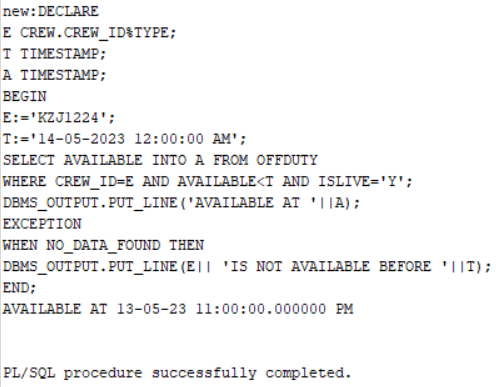 new:DECLARE
E CREW.CREW_ID%TYPE;
T TIMESTAMP;
A TIMESTAMP;
BEGIN
E:='KZJ1224';
T:='14-05-2023 12:00:00 AM';
SELECT AVAILABLE INTO A FROM OFFDUTY
WHERE CREW_ID=E AND AVAILABLE<T AND ISLIVE='Y';
DBMS_OUTPUT.PUT_LINE('AVAILABLE AT '||A);
EXCEPTION
WHEN NO_DATA_FOUND THEN
DBMS_OUTPUT.PUT_LINE(E|| 'IS NOT AVAILABLE BEFORE '||T);
END;
AVAILABLE AT 13-05-23 11:00:00.000000 PM
PL/SQL procedure successfully completed.